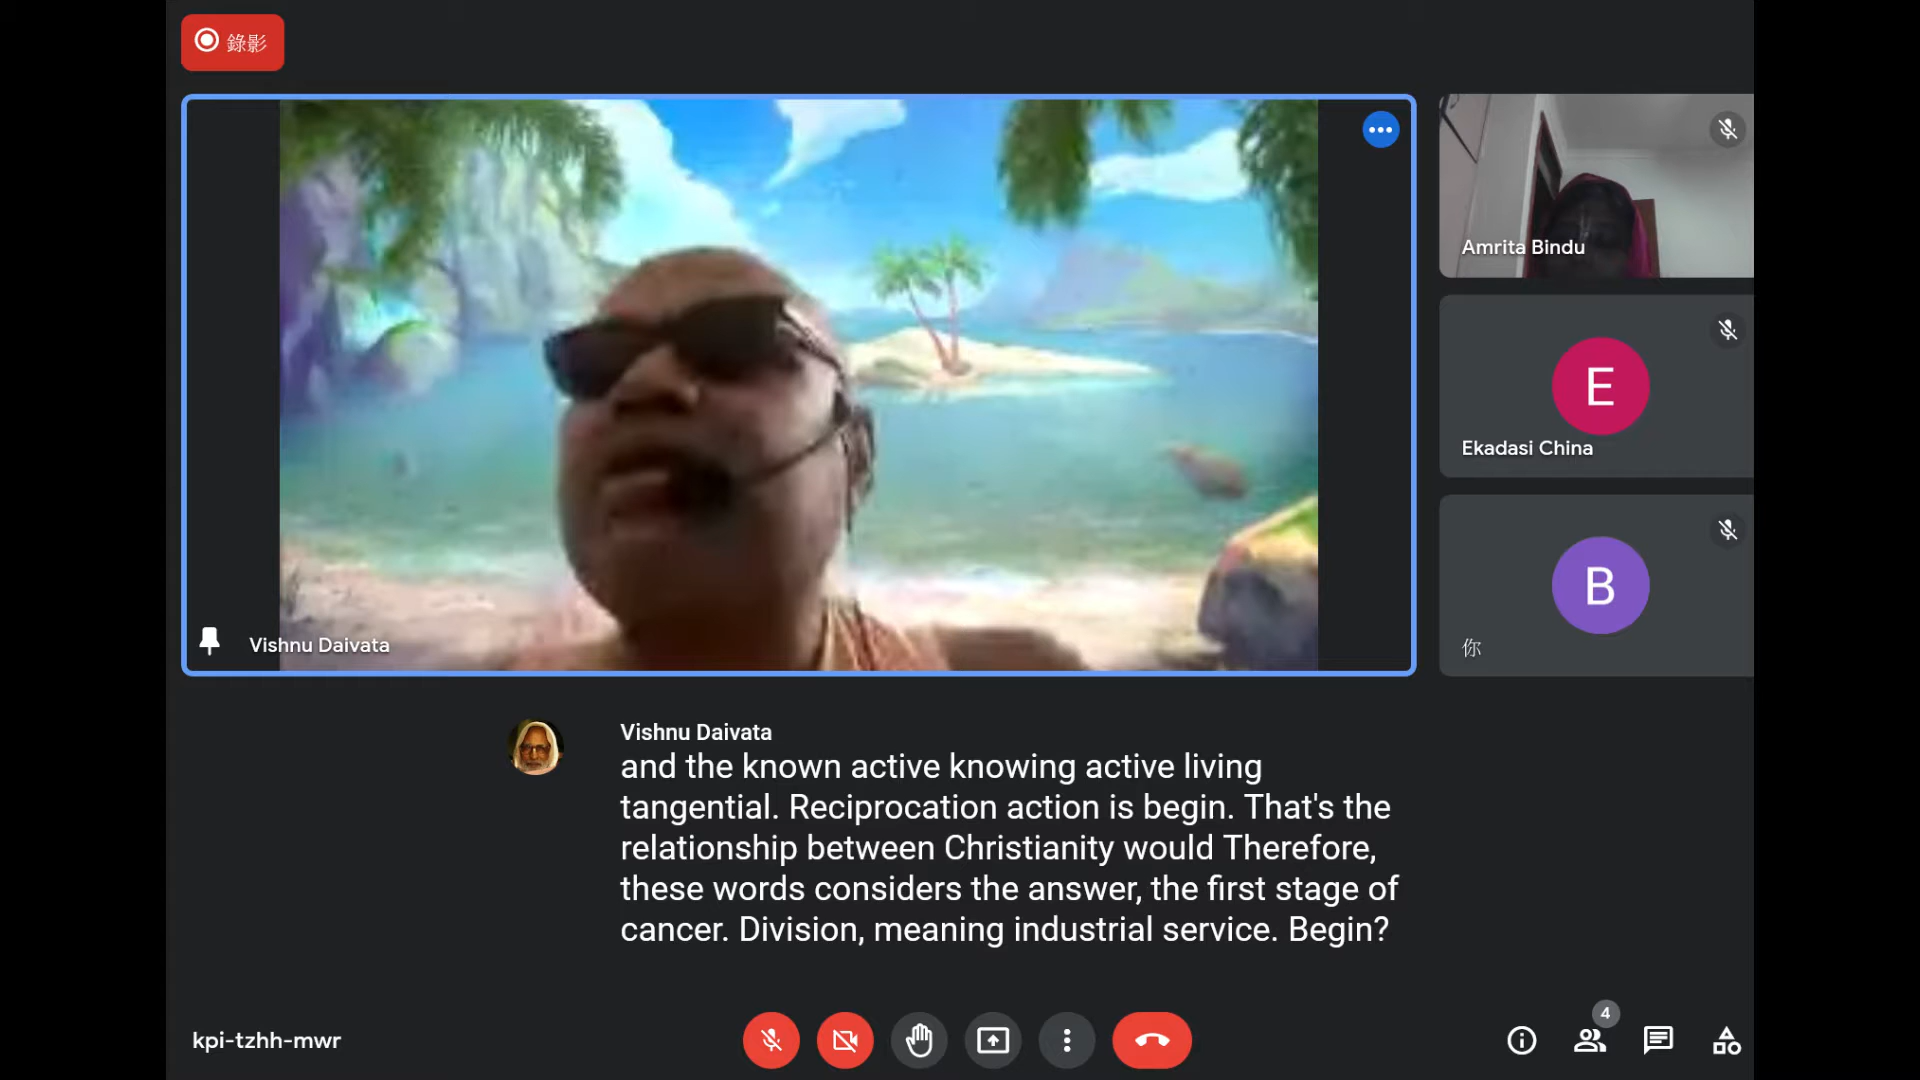 錄影
Amrita Bindu
E
Ekadasi China
B
你
Vishnu Daivata
Vishnu Daivata
and the known active knowing active living
tangential. Reciprocation action is begin. That's the
relationship between Christianity would Therefore,
these words considers the answer, the first stage of
cancer. Division, meaning industrial service. Begin?
kpi-tzhh-mwr
4